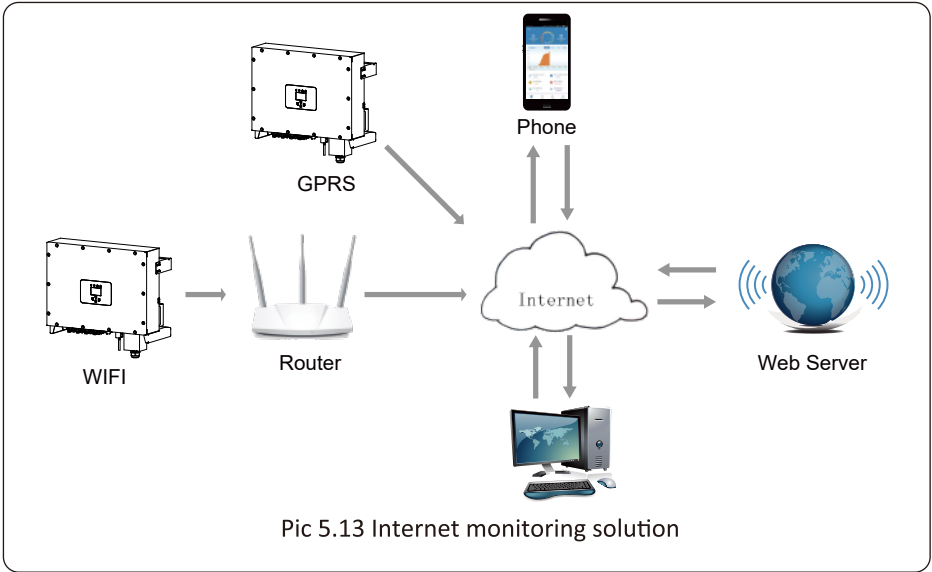 Phone
GPRS
Internet
WIFI
Router
Web Server
Pic 5.13 Internet monitoring solution